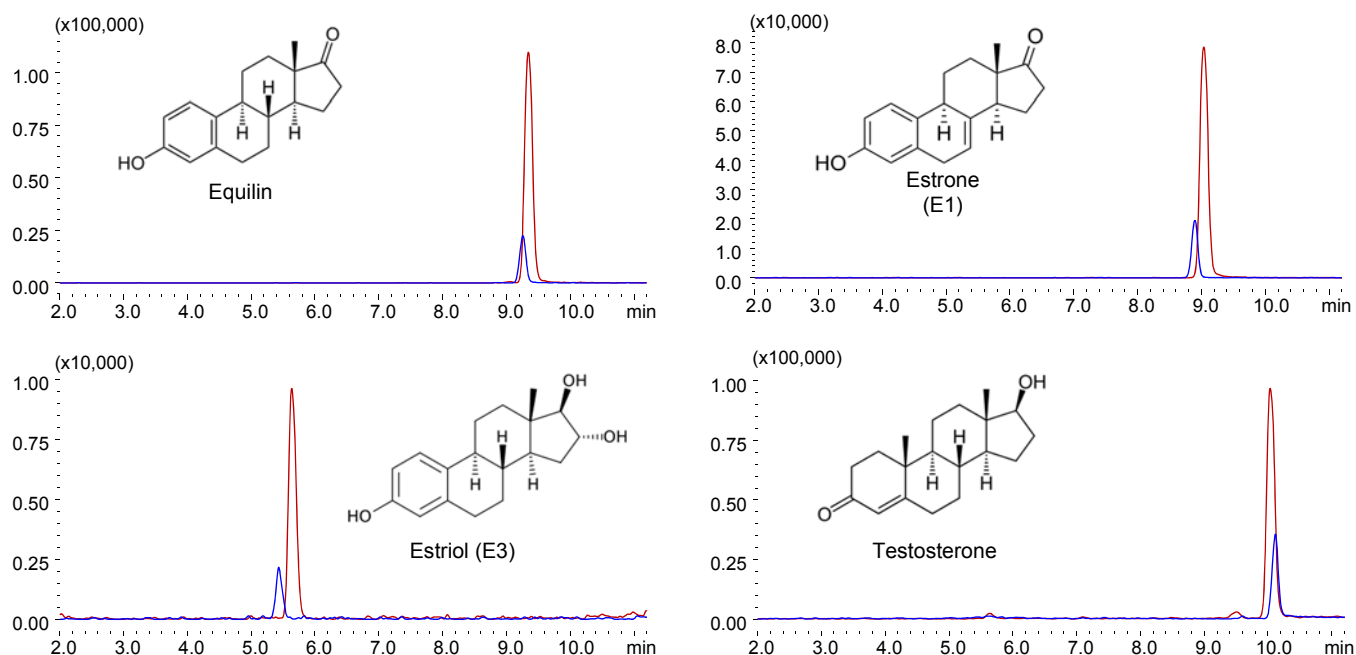 (x100,000)
1.00
0.75
0.50
0.25
0.00
O
H
H
H
HO
Equilin
2.0 3.0 4.0 5.0 6.0 7.0 8.0 9.0 10.0 min
(x10,000)
8.0
7.0
6.0
5.0
4.0
3.0
2.0
1.0
0.0
O
H
H
HO
Estrone
(E1)
2.0 3.0 4.0 5.0 6.0 7.0 8.0 9.0 10.0 min
(x10,000)
1.00
0.75
0.50
0.25
0.00
OH
OH
H
H
H
HO
Estriol (E3)
2.0 3.0 4.0 5.0 6.0 7.0 8.0 9.0 10.0 min
(x100,000)
1.00
0.75
0.50
0.25
0.00
OH
H
H
H
O
Testosterone
2.0 3.0 4.0 5.0 6.0 7.0 8.0 9.0 10.0 min